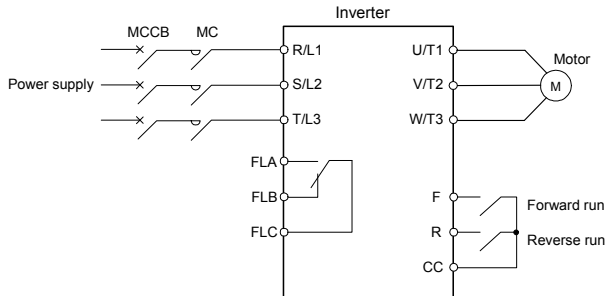 Inverter
MCCB MC
R/L1 U/T1
Motor
Power supply S/L2 V/T2 M
T/L3 W/T3
FLA
FLB F Forward run
FLC R Reverse run
CC